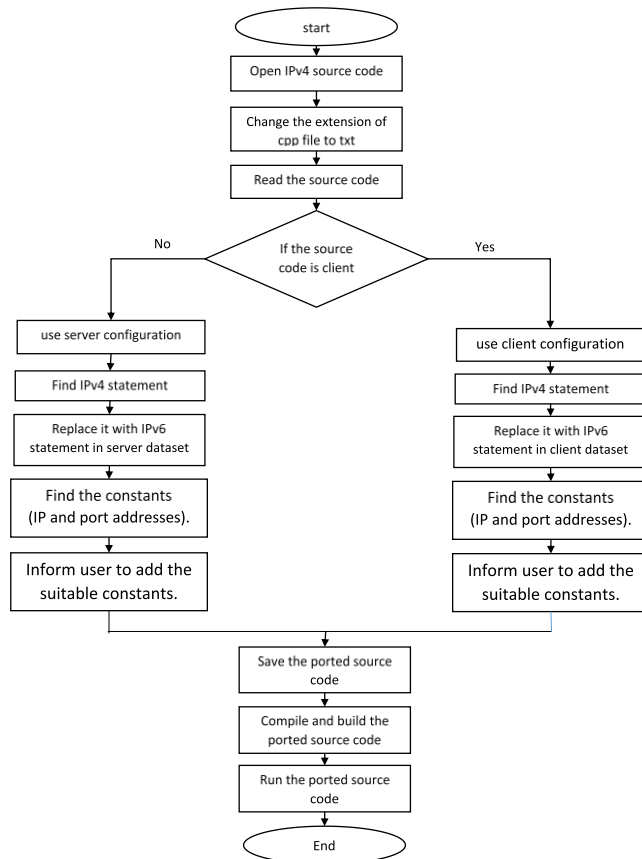 start
Open IPv4 source code
Change the extension of
cpp file to txt
Read the source code
If the source
code is client
No
Yes
use server configuration
Find IPv4 statement
Replace it with IPv6
statement in server dataset
Find the constants
(IP and port addresses).
Inform user to add the
suitable constants.
use client configuration
Find IPv4 statement
Replace it with IPv6
statement in client dataset
Find the constants
(IP and port addresses).
Inform user to add the
suitable constants.
Save the ported source
code
Compile and build the
ported source code
Run the ported source
code
End